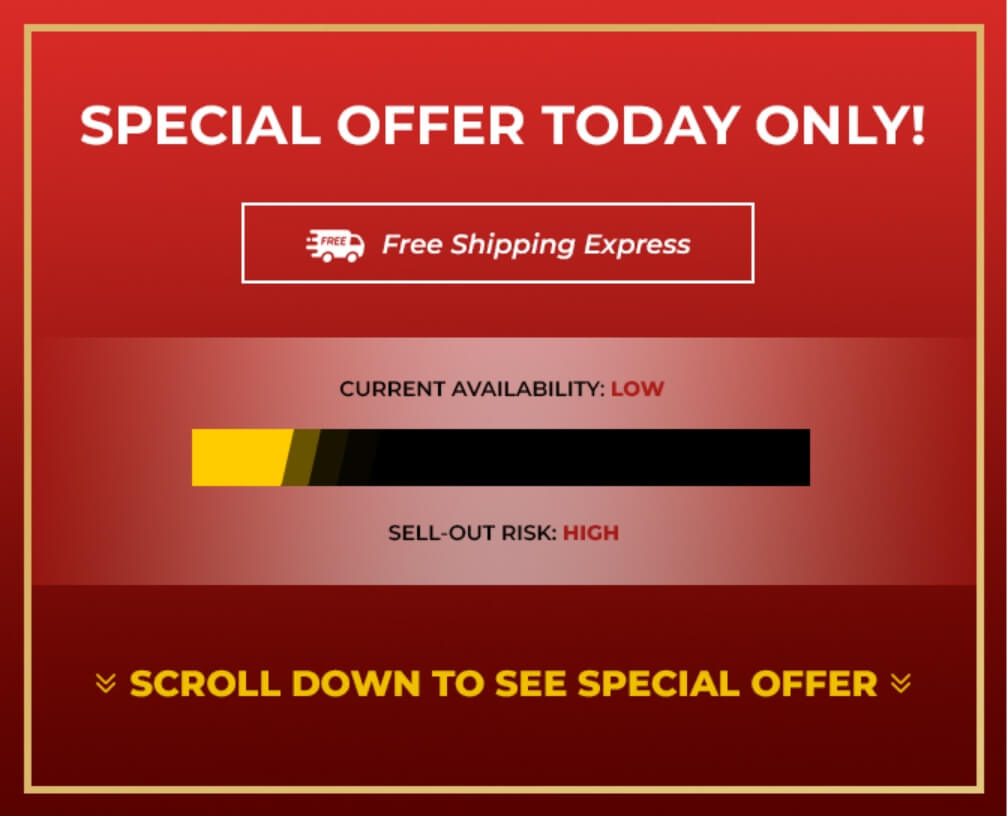 SPECIAL OFFER TODAY ONLY!
FREE Free Shipping Express
CURRENT AVAILABILITY: LOW
SELL-OUT RISK: HIGH
SCROLL DOWN TO SEE SPECIAL OFFER